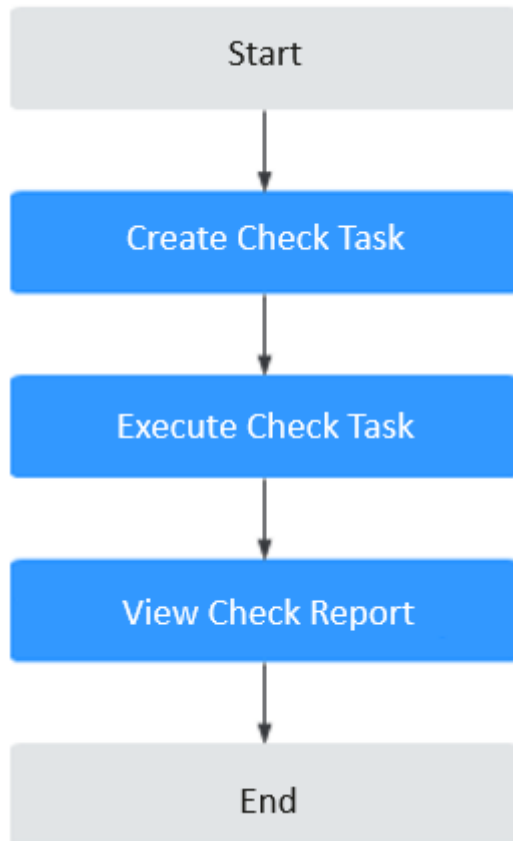 Start
Create Check Task
Execute Check Task
View Check Report
End